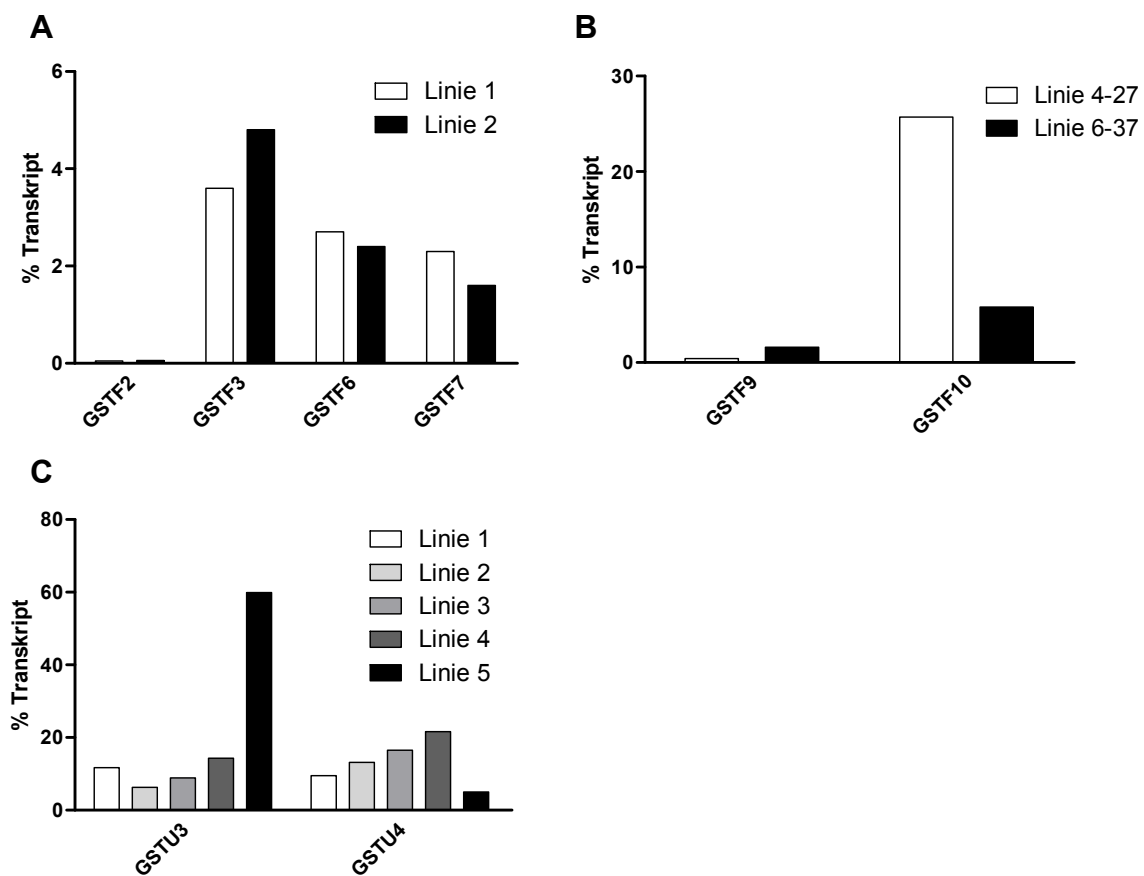 A
% Transkript
6
4
2
0
Linie 1
Linie 2
GSTF2
GSTF3
GSTF6
GSTF7
B
% Transkript
30
20
10
0
Linie 4-27
Linie 6-37
GSTF9
GSTF10
C
% Transkript
80
60
40
20
0
Linie 1
Linie 2
Linie 3
Linie 4
Linie 5
GSTU3
GSTU4